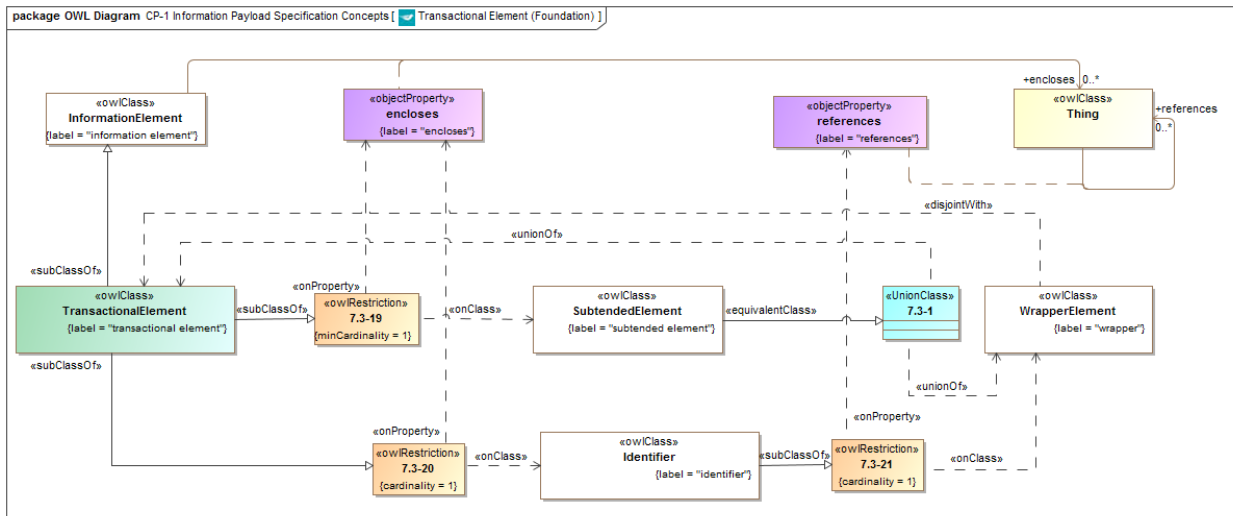 package OWL Diagram CP-1 Information Payload Specification Concepts [ Transactional Element (Foundation) ]
+encloses 0..*
«owlClass»
InformationElement
{label = "information element"}
«objectProperty»
encloses
{label = "encloses"}
«objectProperty»
references
{label = "references"}
«owlClass»
Thing
+references
0..*
«disjointWith»
«unionOf»
«subClassOf»
«owlClass»
TransactionalElement
{label = "transactional element"}
«subClassOf»
«onProperty»
«owlRestriction»
7.3-19
{minCardinality = 1}
«onClass»
«owlClass»
SubtendedElement
{label = "subtended element"}
«equivalentClass»
«UnionClass»
7.3-1
«owlClass»
WrapperElement
{label = "wrapper"}
«subClassOf»
«unionOf»
«onProperty»
«owlRestriction»
7.3-20
{cardinality = 1}
«onClass»
«owlClass»
Identifier
{label = "identifier"}
«subClassOf»
«onProperty»
«owlRestriction»
7.3-21
{cardinality = 1}
«onClass»